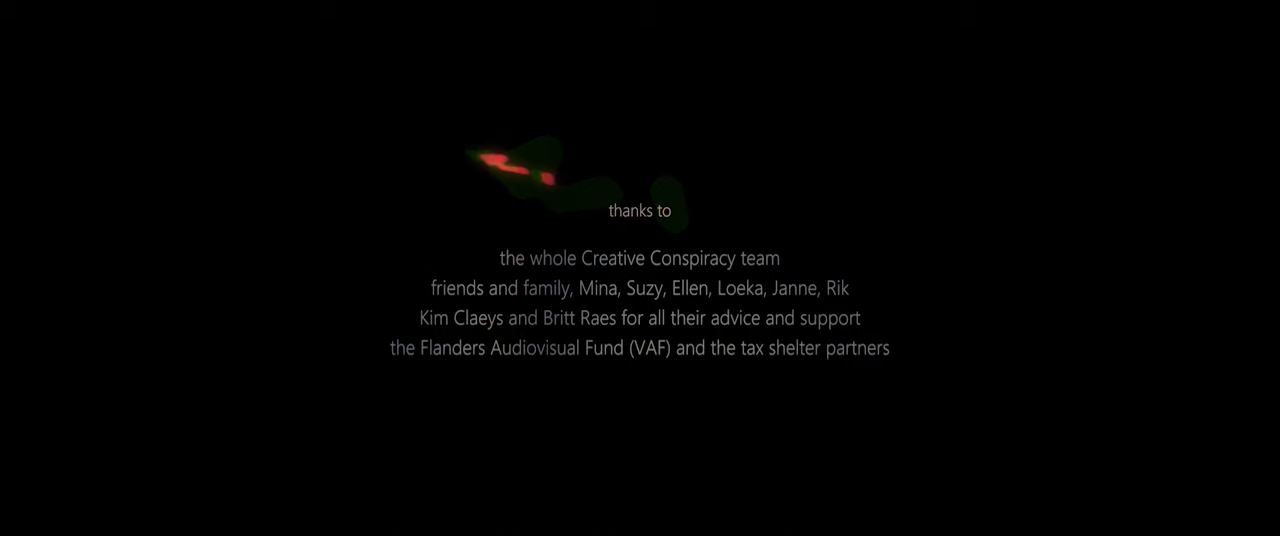 thanks to
the whole Creative Conspiracy team
friends and family, Mina, Suzy, Ellen, Loeka, Janne, Rik
Kim Claeys and Britt Raes for all their advice and support
the Flanders Audiovisual Fund (VAF) and the tax shelter partners